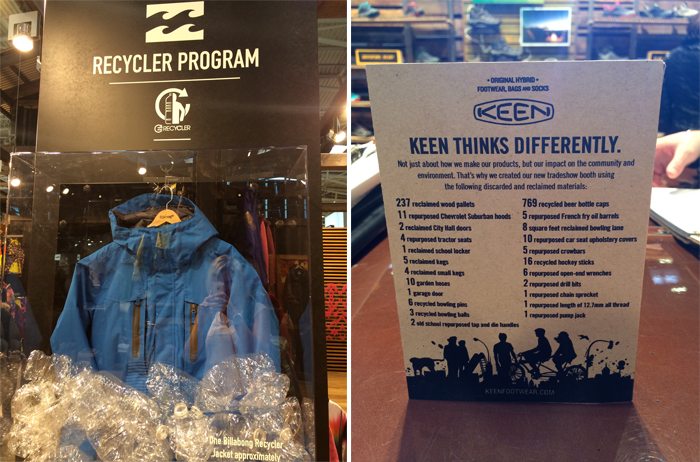 RECYCLER PROGRAM
RECYCLER
One Billabong Recycler
Jacket approximately
• ORIGINAL HYBRID •
FOOTWEAR, BAGS AND SOCKS
KEEN
KEEN THINKS DIFFERENTLY.
Not just about how we make our products, but our impact on the community and
environment. That's why we created our new tradeshow booth using
the following discarded and reclaimed materials:
237 reclaimed wood pallets
11 repurposed Chevrolet Suburban hoods
2 reclaimed City Hall doors
4 repurposed tractor seats
1 reclaimed school locker
5 reclaimed kegs
4 reclaimed small kegs
10 garden hoses
1 garage door
6 recycled bowling pins
3 recycled bowling balls
2 old school repurposed tap and die handles
769 recycled beer bottle caps
5 repurposed French fry oil barrels
8 square feet reclaimed bowling lane
10 repurposed car seat upholstery covers
5 repurposed crowbars
16 recycled hockey sticks
6 repurposed open-end wrenches
2 repurposed drill bits
1 repurposed chain sprocket
1 repurposed length of 12.7mm all thread
1 repurposed pump jack
KEENFOOTWEAR.COM